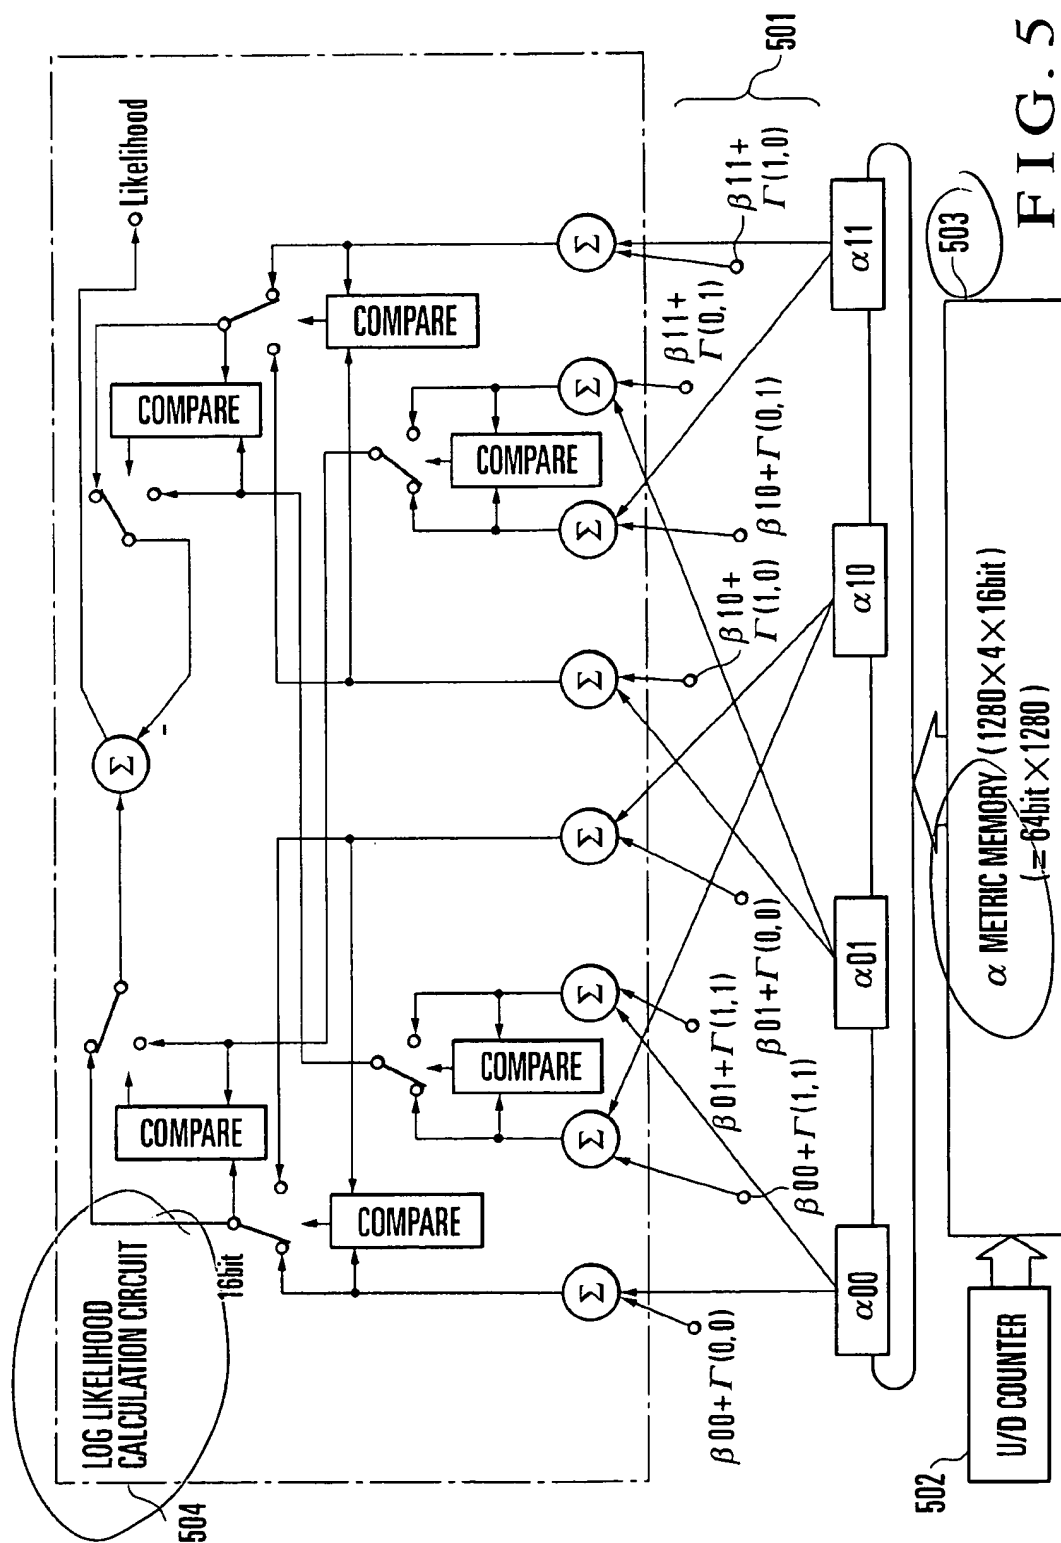 LOG LIKELIHOOD
CALCULATION CIRCUIT
504
16bit
COMPARE
COMPARE
COMPARE
Σ
Σ
Σ
Σ
Σ
-
Likelihood
COMPARE
COMPARE
COMPARE
Σ
Σ
Σ
Σ
β00+Γ(0,0)
β00+Γ(1,1)
β01+Γ(1,1)
β01+Γ(0,0)
β10+
Γ(1,0)
β10+Γ(0,1)
β11+
Γ(0,1)
β11+
Γ(1,0)
501
α00
α01
α10
α11
502
U/D COUNTER
503
α METRIC MEMORY (1280×4×16bit)
(=64bit×1280)
FIG. 5